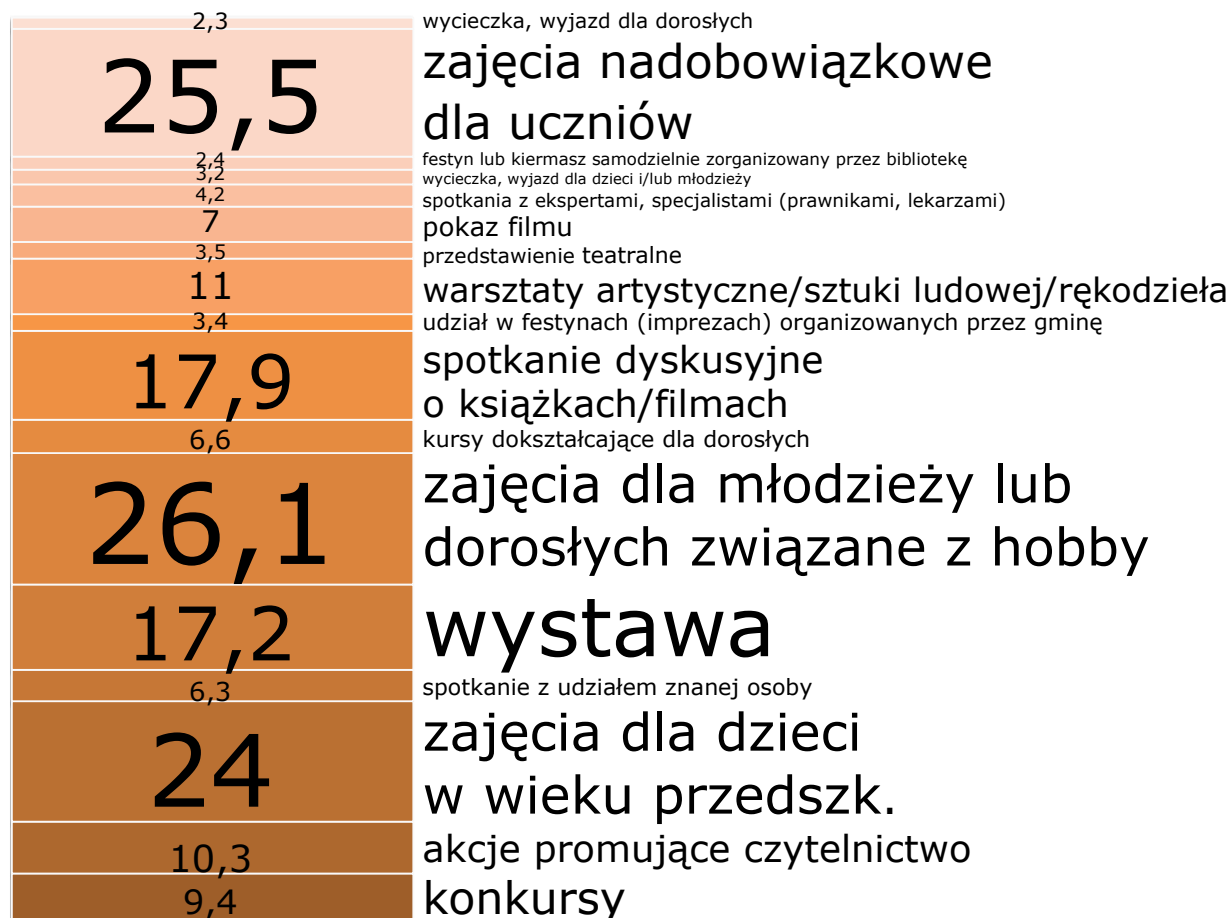 2,3 wycieczka, wyjazd dla dorosłych
25,5 zajęcia nadobowiązkowe
dla uczniów
2,4 festyn lub kiermasz samodzielnie zorganizowany przez bibliotekę
3,2 wycieczka, wyjazd dla dzieci i/lub młodzieży
4,2 spotkania z ekspertami, specjalistami (prawnikami, lekarzami)
7 pokaz filmu
3,5 przedstawienie teatralne
11 warsztaty artystyczne/sztuki ludowej/rękodzieła
3,4 udział w festynach (imprezach) organizowanych przez gminę
17,9 spotkanie dyskusyjne
o książkach/filmach
6,6 kursy dokształcające dla dorosłych
26,1 zajęcia dla młodzieży lub
dorosłych związane z hobby
17,2 wystawa
6,3 spotkanie z udziałem znanej osoby
24 zajęcia dla dzieci
w wieku przedszk.
10,3 akcje promujące czytelnictwo
9,4 konkursy